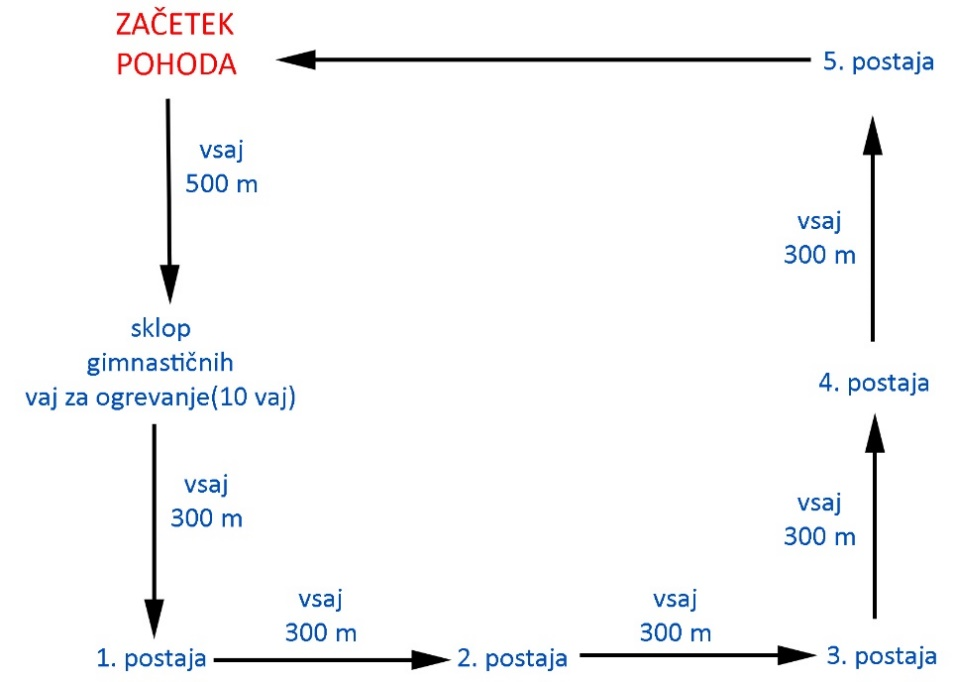 ZAČETEK
POHODA
5. postaja
vsaj
500 m
vsaj
300 m
sklop
gimnastičnih
vaj za ogrevanje(10 vaj)
4. postaja
vsaj
300 m
vsaj
300 m
vsaj
300 m
vsaj
300 m
1. postaja
2. postaja
3. postaja